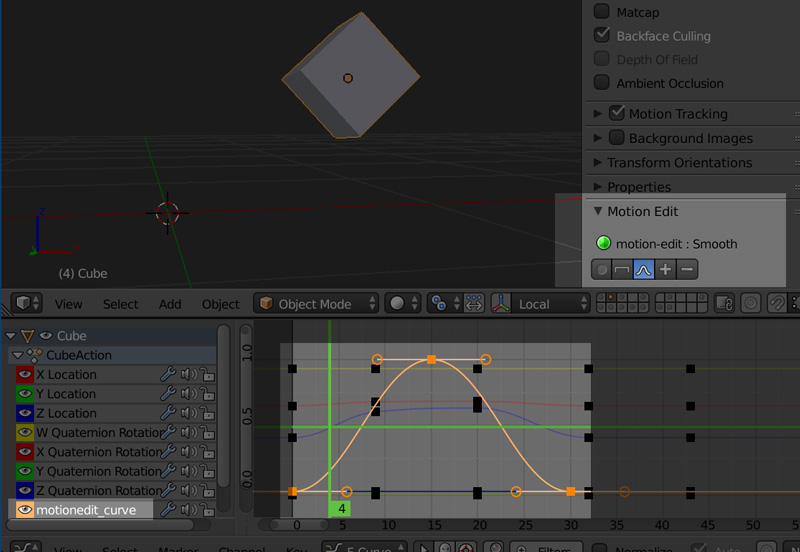 Matcap
Backface Culling
Depth Of Field
Ambient Occlusion
Motion Tracking
Background Images
Transform Orientations
Properties
Motion Edit
motion-edit : Smooth
Z
(4) Cube
View Select Add Object Object Mode Local
Cube
CubeAction
X Location
Y Location
Z Location
W Quaternion Rotation
X Quaternion Rotation
Y Quaternion Rotation
Z Quaternion Rotation
motionedit_curve
1.0
0.5
0.0
4
0 5 10 15 20 25 30 35 40 45 50
View Select Marker Channel Key F-Curve Filters Normalize Auto